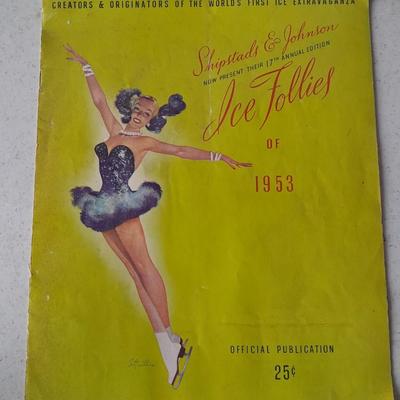 CREATORS & ORIGINATORS OF THE WORLD'S FIRST ICE EXTRAVAGANZA
Shipstads & Johnson
NOW PRESENT THEIR 17TH ANNUAL EDITION
Ice Follies
OF
1953
OFFICIAL PUBLICATION
25¢